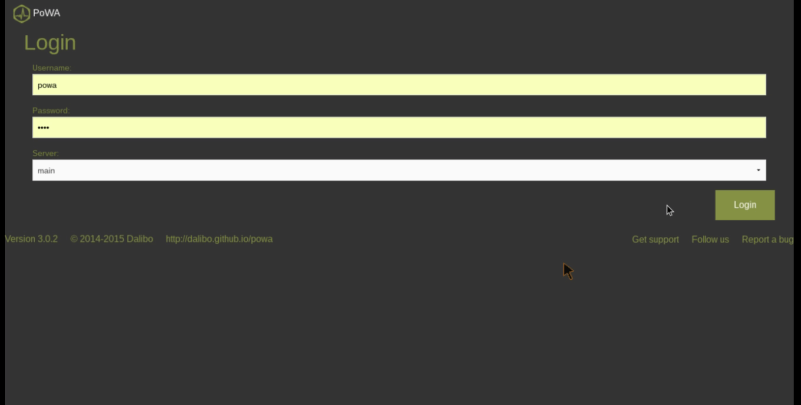 PoWA
Login
Username:
powa
Password:
••••
Server:
main
Login
Version 3.0.2 © 2014-2015 Dalibo http://dalibo.github.io/powa Get support Follow us Report a bug